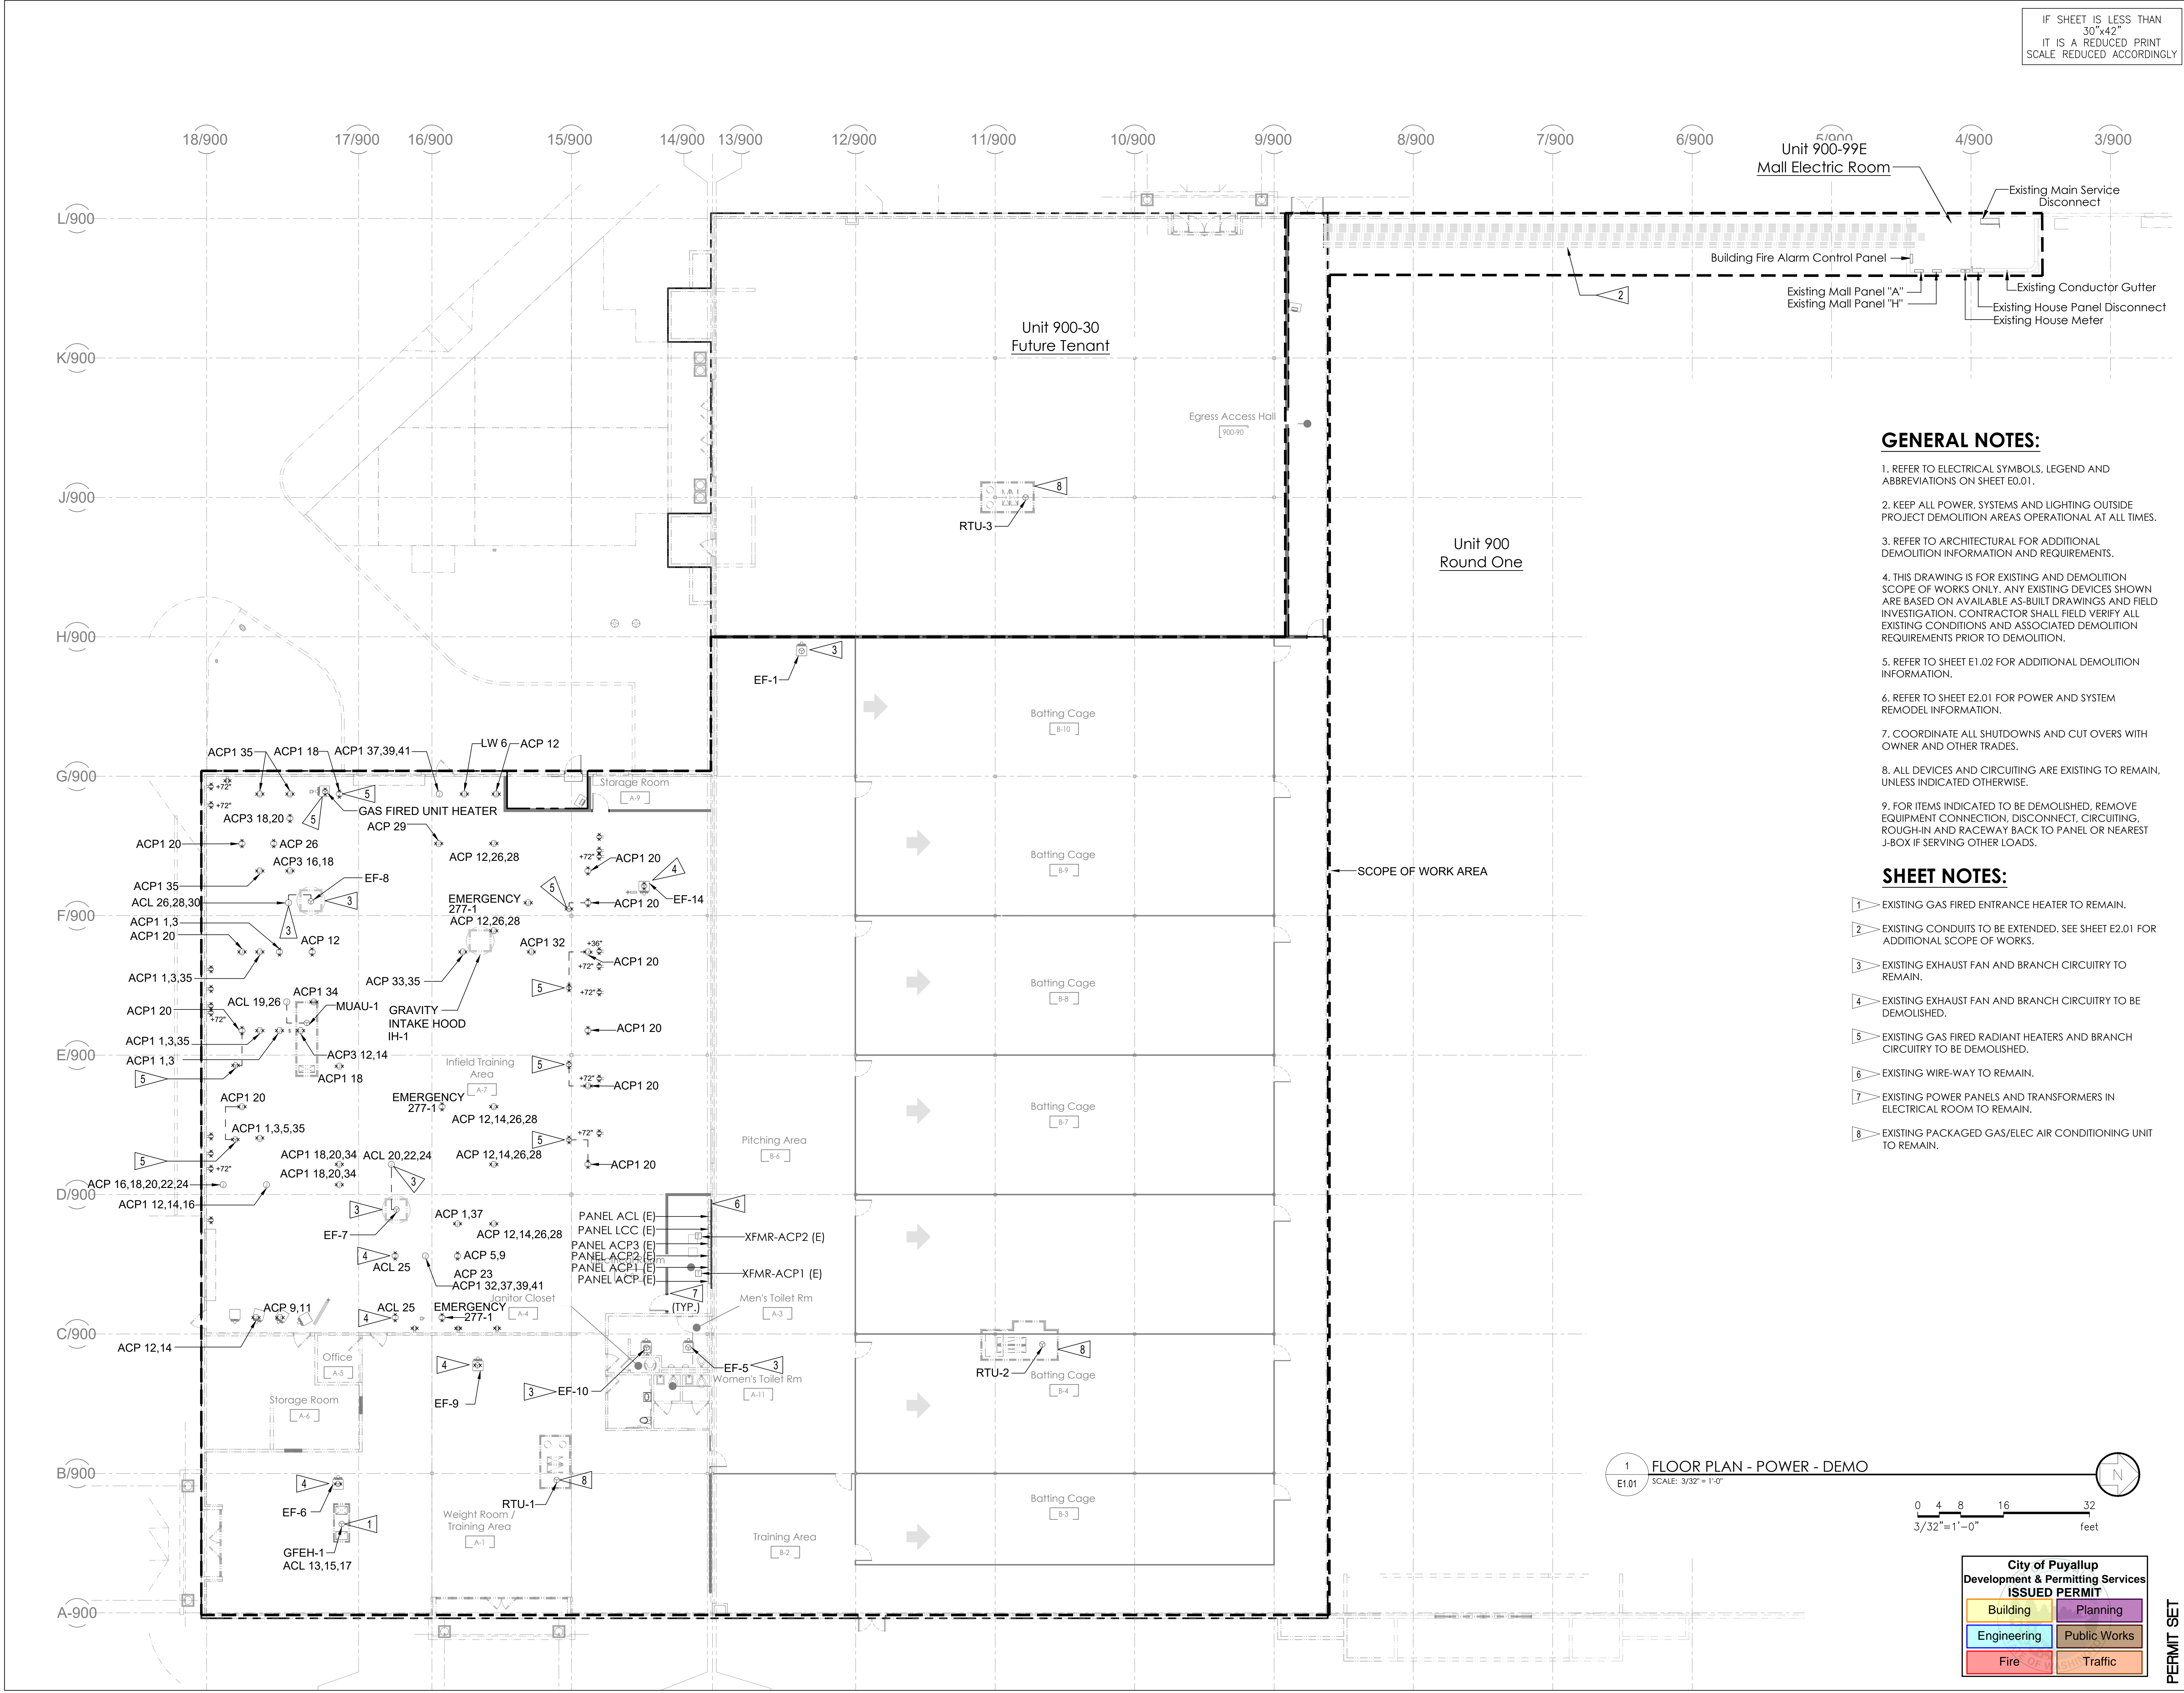 IF SHEET IS LESS THAN
30"x42"
IT IS A REDUCED PRINT
SCALE REDUCED ACCORDINGLY
18/900
17/900
16/900
15/900
14/900
13/900
12/900
11/900
10/900
9/900
8/900
7/900
6/900
5/900
4/900
3/900
Unit 900-99E
Mall Electric Room
Existing Main Service
Disconnect
Building Fire Alarm Control Panel
Existing Mall Panel "A"
Existing Mall Panel "H"
Existing Conductor Gutter
Existing House Panel Disconnect
Existing House Meter
2
L/900
K/900
J/900
H/900
G/900
F/900
E/900
D/900
C/900
B/900
A-900
Unit 900-30
Future Tenant
Egress Access Hall
900-90
8
RTU-3
Unit 900
Round One
EF-1
3
Batting Cage
B-10
Batting Cage
B-9
Batting Cage
B-8
Batting Cage
B-7
Batting Cage
B-4
Batting Cage
B-3
Pitching Area
B-6
Training Area
B-2
SCOPE OF WORK AREA
ACP1 35
ACP1 18
ACP1 37,39,41
LW 6
ACP 12
Storage Room
A-9
+72"
+72"
5
5
GAS FIRED UNIT HEATER
ACP3 18,20
ACP 29
ACP1 20
ACP 26
ACP 12,26,28
+72"
ACP1 20
4
ACP3 16,18
ACP1 35
EF-8
3
5
EF-14
ACL 26,28,30
EMERGENCY
277-1
ACP1 20
ACP1 1,3
3
ACP 12,26,28
ACP1 20
ACP 12
ACP1 32
+36"
ACP1 20
+72"
ACP1 1,3,35
ACP 33,35
5
+72"
ACL 19,26
ACP1 34
MUAU-1
GRAVITY
INTAKE HOOD
IH-1
ACP1 20
+72"
ACP1 20
ACP1 1,3,35
ACP1 1,3
ACP3 12,14
Infield Training
Area
A-7
5
5
ACP1 18
+72"
ACP1 20
ACP1 20
EMERGENCY
277-1
ACP 12,14,26,28
ACP1 1,3,5,35
+72"
5
5
ACP1 18,20,34
ACL 20,22,24
ACP 12,14,26,28
ACP1 20
+72"
ACP1 18,20,34
3
ACP 16,18,20,22,24
ACP1 12,14,16
3
EF-7
ACP 1,37
ACP 12,14,26,28
6
PANEL ACL (E)
PANEL LCC (E)
PANEL ACP3 (E)
PANEL ACP2 (E)
PANEL ACP1 (E)
PANEL ACP (E)
XFMR-ACP2 (E)
XFMR-ACP1 (E)
7
(TYP.)
4
ACL 25
ACP 5,9
ACP 23
ACP1 32,37,39,41
Janitor Closet
A-4
Men's Toilet Rm
A-3
ACP 9,11
ACL 25
4
EMERGENCY
277-1
ACP 12,14
Office
A-5
4
EF-9
3
EF-10
EF-5
3
Women's Toilet Rm
A-11
RTU-2
8
Storage Room
A-6
4
EF-6
1
GFEH-1
ACL 13,15,17
RTU-1
8
Weight Room /
Training Area
A-1
GENERAL NOTES:
1. REFER TO ELECTRICAL SYMBOLS, LEGEND AND
ABBREVIATIONS ON SHEET E0.01.
2. KEEP ALL POWER, SYSTEMS AND LIGHTING OUTSIDE
PROJECT DEMOLITION AREAS OPERATIONAL AT ALL TIMES.
3. REFER TO ARCHITECTURAL FOR ADDITIONAL
DEMOLITION INFORMATION AND REQUIREMENTS.
4. THIS DRAWING IS FOR EXISTING AND DEMOLITION
SCOPE OF WORKS ONLY. ANY EXISTING DEVICES SHOWN
ARE BASED ON AVAILABLE AS-BUILT DRAWINGS AND FIELD
INVESTIGATION. CONTRACTOR SHALL FIELD VERIFY ALL
EXISTING CONDITIONS AND ASSOCIATED DEMOLITION
REQUIREMENTS PRIOR TO DEMOLITION.
5. REFER TO SHEET E1.02 FOR ADDITIONAL DEMOLITION
INFORMATION.
6. REFER TO SHEET E2.01 FOR POWER AND SYSTEM
REMODEL INFORMATION.
7. COORDINATE ALL SHUTDOWNS AND CUT OVERS WITH
OWNER AND OTHER TRADES.
8. ALL DEVICES AND CIRCUITING ARE EXISTING TO REMAIN,
UNLESS INDICATED OTHERWISE.
9. FOR ITEMS INDICATED TO BE DEMOLISHED, REMOVE
EQUIPMENT CONNECTION, DISCONNECT, CIRCUITING,
ROUGH-IN AND RACEWAY BACK TO PANEL OR NEAREST
J-BOX IF SERVING OTHER LOADS.
SHEET NOTES:
1 EXISTING GAS FIRED ENTRANCE HEATER TO REMAIN.
2 EXISTING CONDUITS TO BE EXTENDED. SEE SHEET E2.01 FOR
ADDITIONAL SCOPE OF WORKS.
3 EXISTING EXHAUST FAN AND BRANCH CIRCUITRY TO
REMAIN.
4 EXISTING EXHAUST FAN AND BRANCH CIRCUITRY TO BE
DEMOLISHED.
5 EXISTING GAS FIRED RADIANT HEATERS AND BRANCH
CIRCUITRY TO BE DEMOLISHED.
6 EXISTING WIRE-WAY TO REMAIN.
7 EXISTING POWER PANELS AND TRANSFORMERS IN
ELECTRICAL ROOM TO REMAIN.
8 EXISTING PACKAGED GAS/ELEC AIR CONDITIONING UNIT
TO REMAIN.
1
E1.01
FLOOR PLAN - POWER - DEMO
SCALE: 3/32" = 1'-0"
N
0 4 8 16 32
3/32"=1'-0" feet
City of Puyallup
Development & Permitting Services
ISSUED PERMIT
Building Planning
Engineering Public Works
Fire Traffic
PERMIT SET